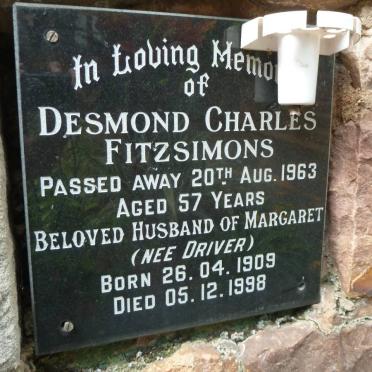 In Loving Memory
of
DESMOND CHARLES
FITZSIMONS
PASSED AWAY 20TH AUG. 1963
AGED 57 YEARS
BELOVED HUSBAND OF MARGARET
(NEE DRIVER)
BORN 26.04.1909
DIED 05.12.1998